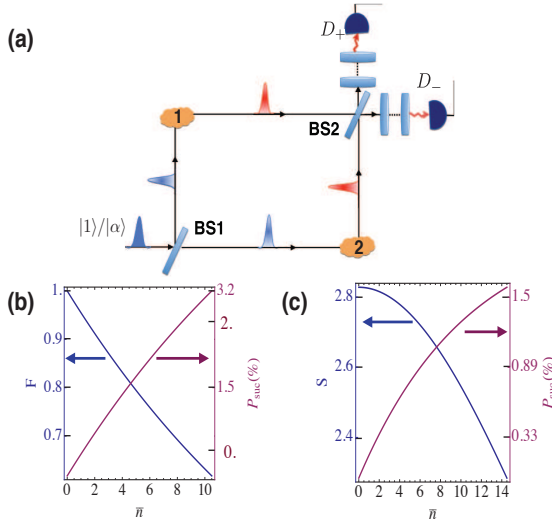 (a)
D₊
D₋
1
BS2
|1⟩/|α⟩
BS1
2
(b)
(c)
1.
0.9
0.8
0.7
F
3.2
2.
1.5
0.
P_suc(%)
0 2 4 6 8 10
n̄
2.8
2.6
2.4
S
1.5
0.89
0.33
P_suc(%)
0 2 4 6 8 10 12 14
n̄